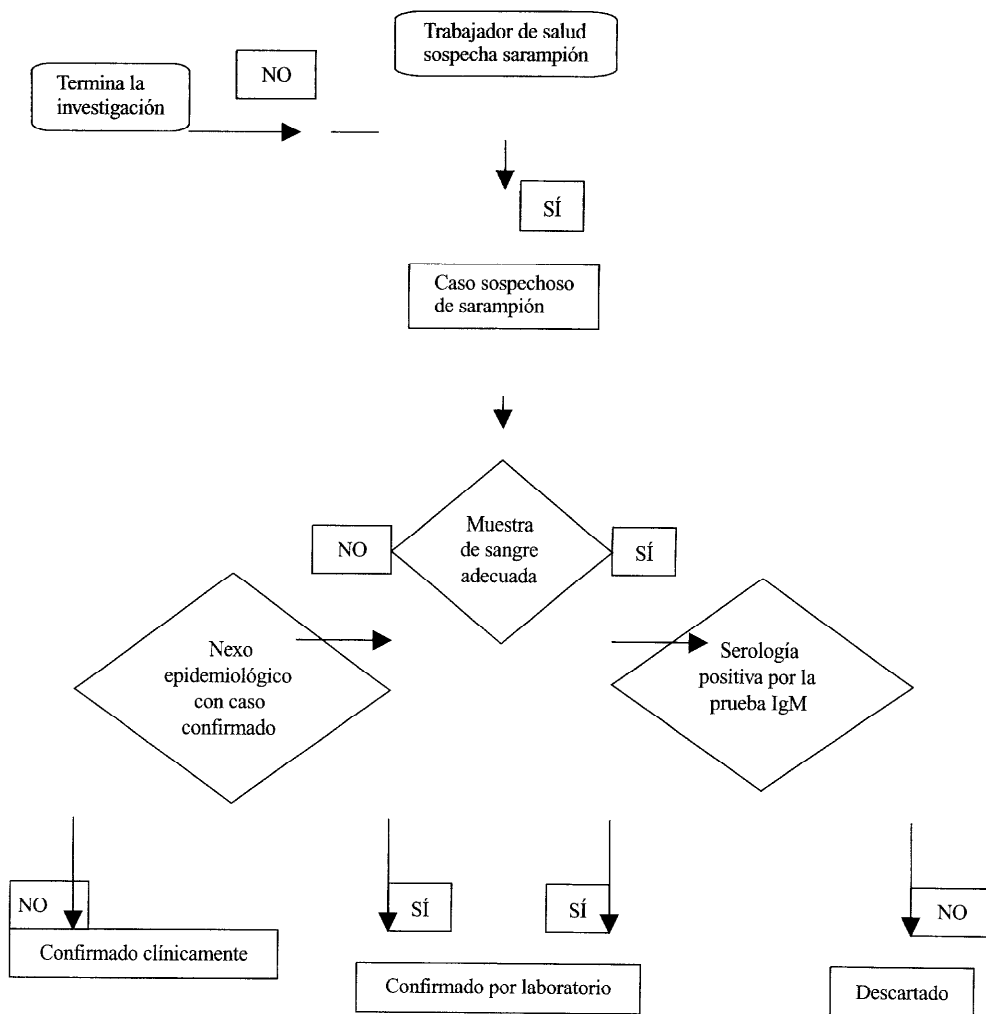 Trabajador de salud
sospecha sarampión
NO
Termina la
investigación
SÍ
Caso sospechoso
de sarampión
NO
Muestra
de sangre
adecuada
SÍ
Nexo
epidemiológico
con caso
confirmado
Serología
positiva por la
prueba IgM
NO
SÍ
SÍ
NO
Confirmado clínicamente
Confirmado por laboratorio
Descartado